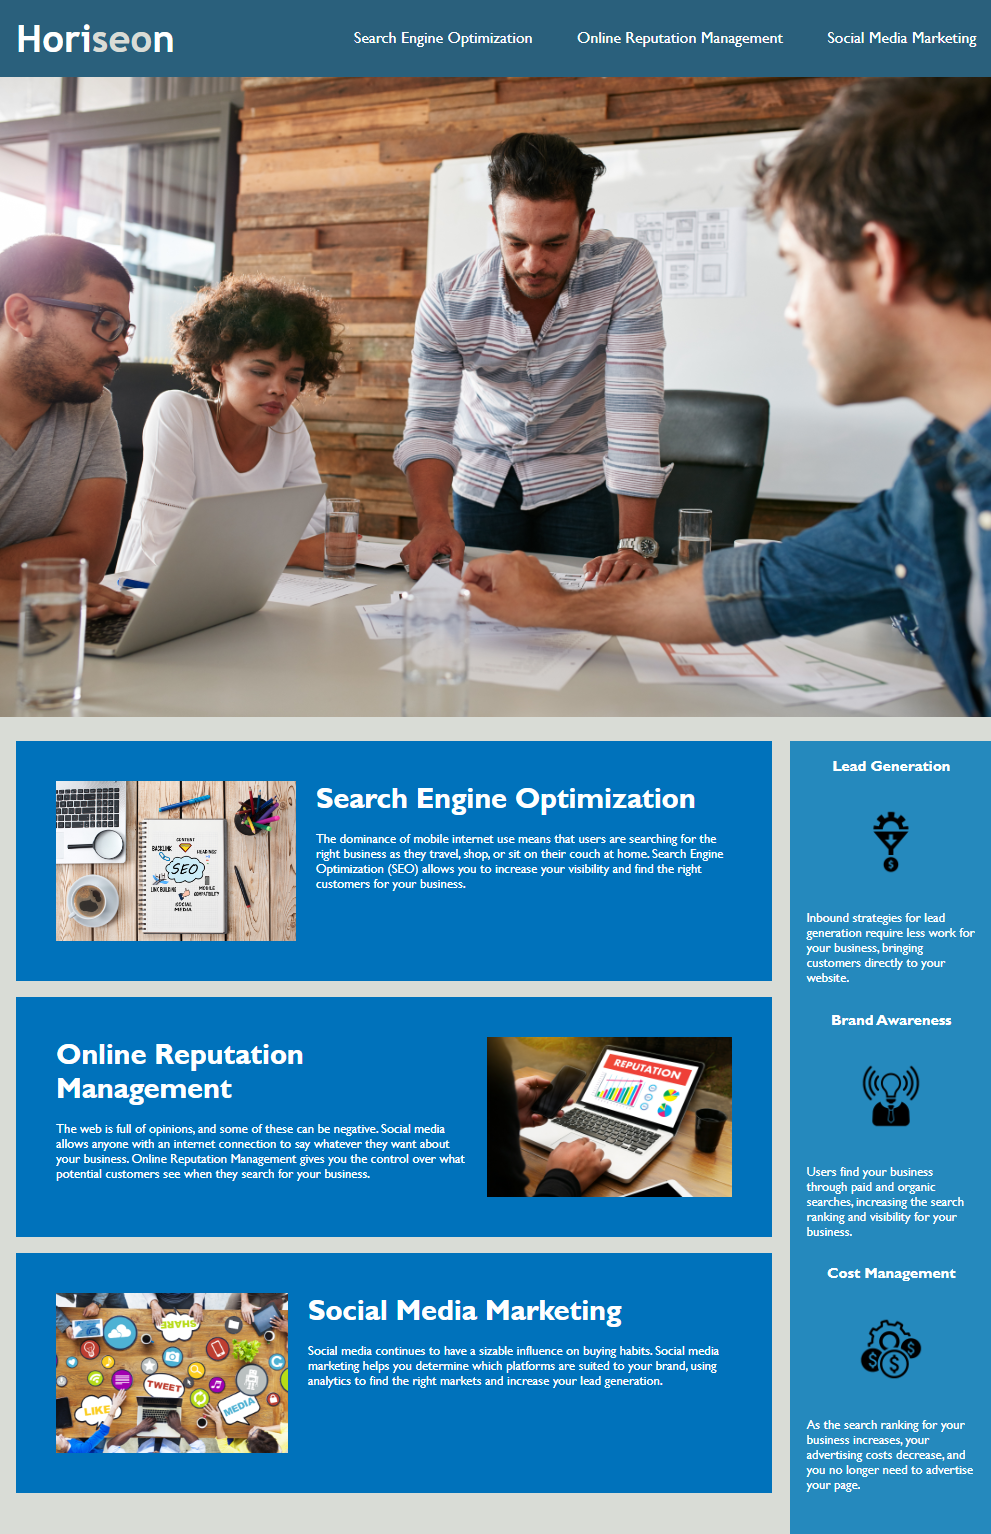 Horiseon
Search Engine Optimization
Online Reputation Management
Social Media Marketing
Search Engine Optimization
The dominance of mobile internet use means that users are searching for the
right business as they travel, shop, or sit on their couch at home. Search Engine
Optimization (SEO) allows you to increase your visibility and find the right
customers for your business.
CONTENT
BACKLINK
HEADINGS
SEO
LINK BUILDING
MOBILE
COMPATIBILITY
SOCIAL
MEDIA
Online Reputation
Management
The web is full of opinions, and some of these can be negative. Social media
allows anyone with an internet connection to say whatever they want about
your business. Online Reputation Management gives you the control over what
potential customers see when they search for your business.
REPUTATION
Social Media Marketing
Social media continues to have a sizable influence on buying habits. Social media
marketing helps you determine which platforms are suited to your brand, using
analytics to find the right markets and increase your lead generation.
SHARE
TWEET
LIKE
MEDIA
Lead Generation
$
Inbound strategies for lead
generation require less work for
your business, bringing
customers directly to your
website.
Brand Awareness
Users find your business
through paid and organic
searches, increasing the search
ranking and visibility for your
business.
Cost Management
$ $ $
As the search ranking for your
business increases, your
advertising costs decrease, and
you no longer need to advertise
your page.